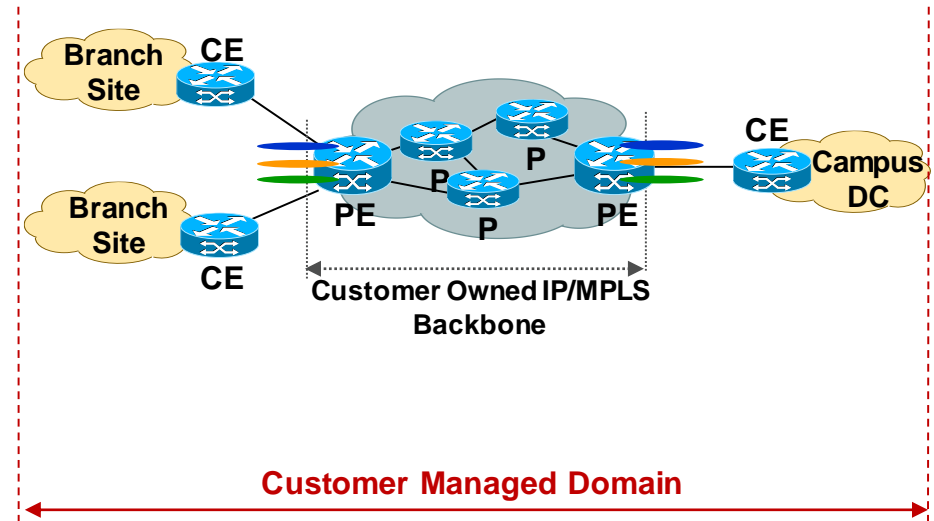 CE
Branch
Site
CE
Campus
DC
P
P
PE
P
PE
Branch
Site
CE
Customer Owned IP/MPLS
Backbone
Customer Managed Domain